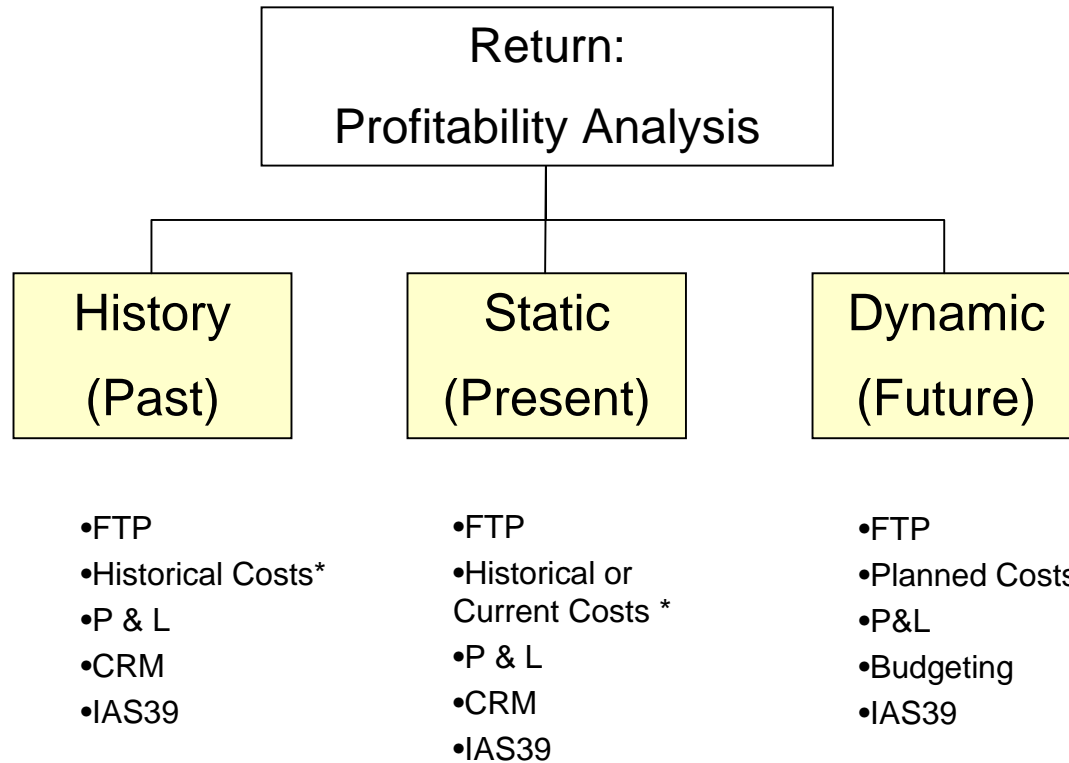 Return:
Profitability Analysis
History
(Past)
Static
(Present)
Dynamic
(Future)
•FTP
•Historical Costs*
•P & L
•CRM
•IAS39
•FTP
•Historical or
Current Costs *
•P & L
•CRM
•IAS39
•FTP
•Planned Costs
•P&L
•Budgeting
•IAS39